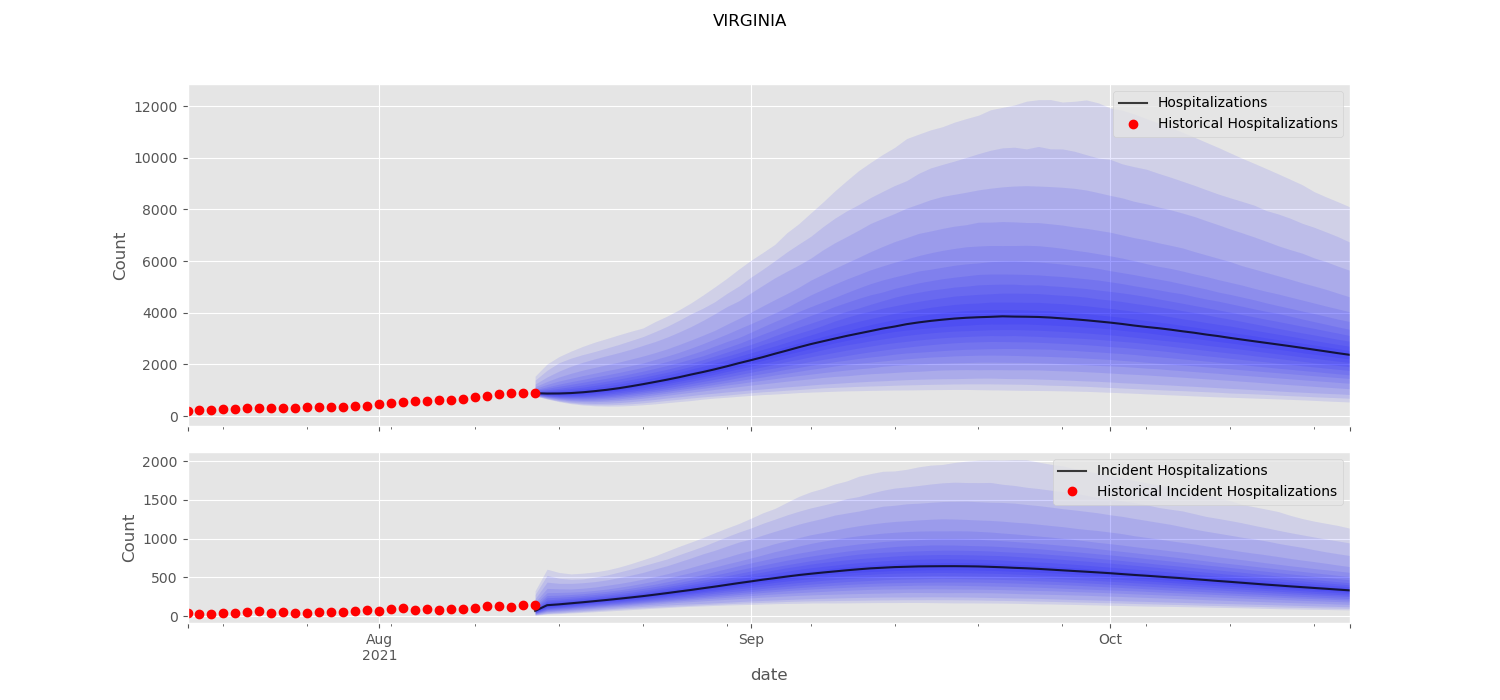 VIRGINIA
12000
10000
8000
6000
4000
2000
0
Count
Hospitalizations
Historical Hospitalizations
2000
1500
1000
500
0
Count
Incident Hospitalizations
Historical Incident Hospitalizations
Aug
2021
Sep
Oct
date